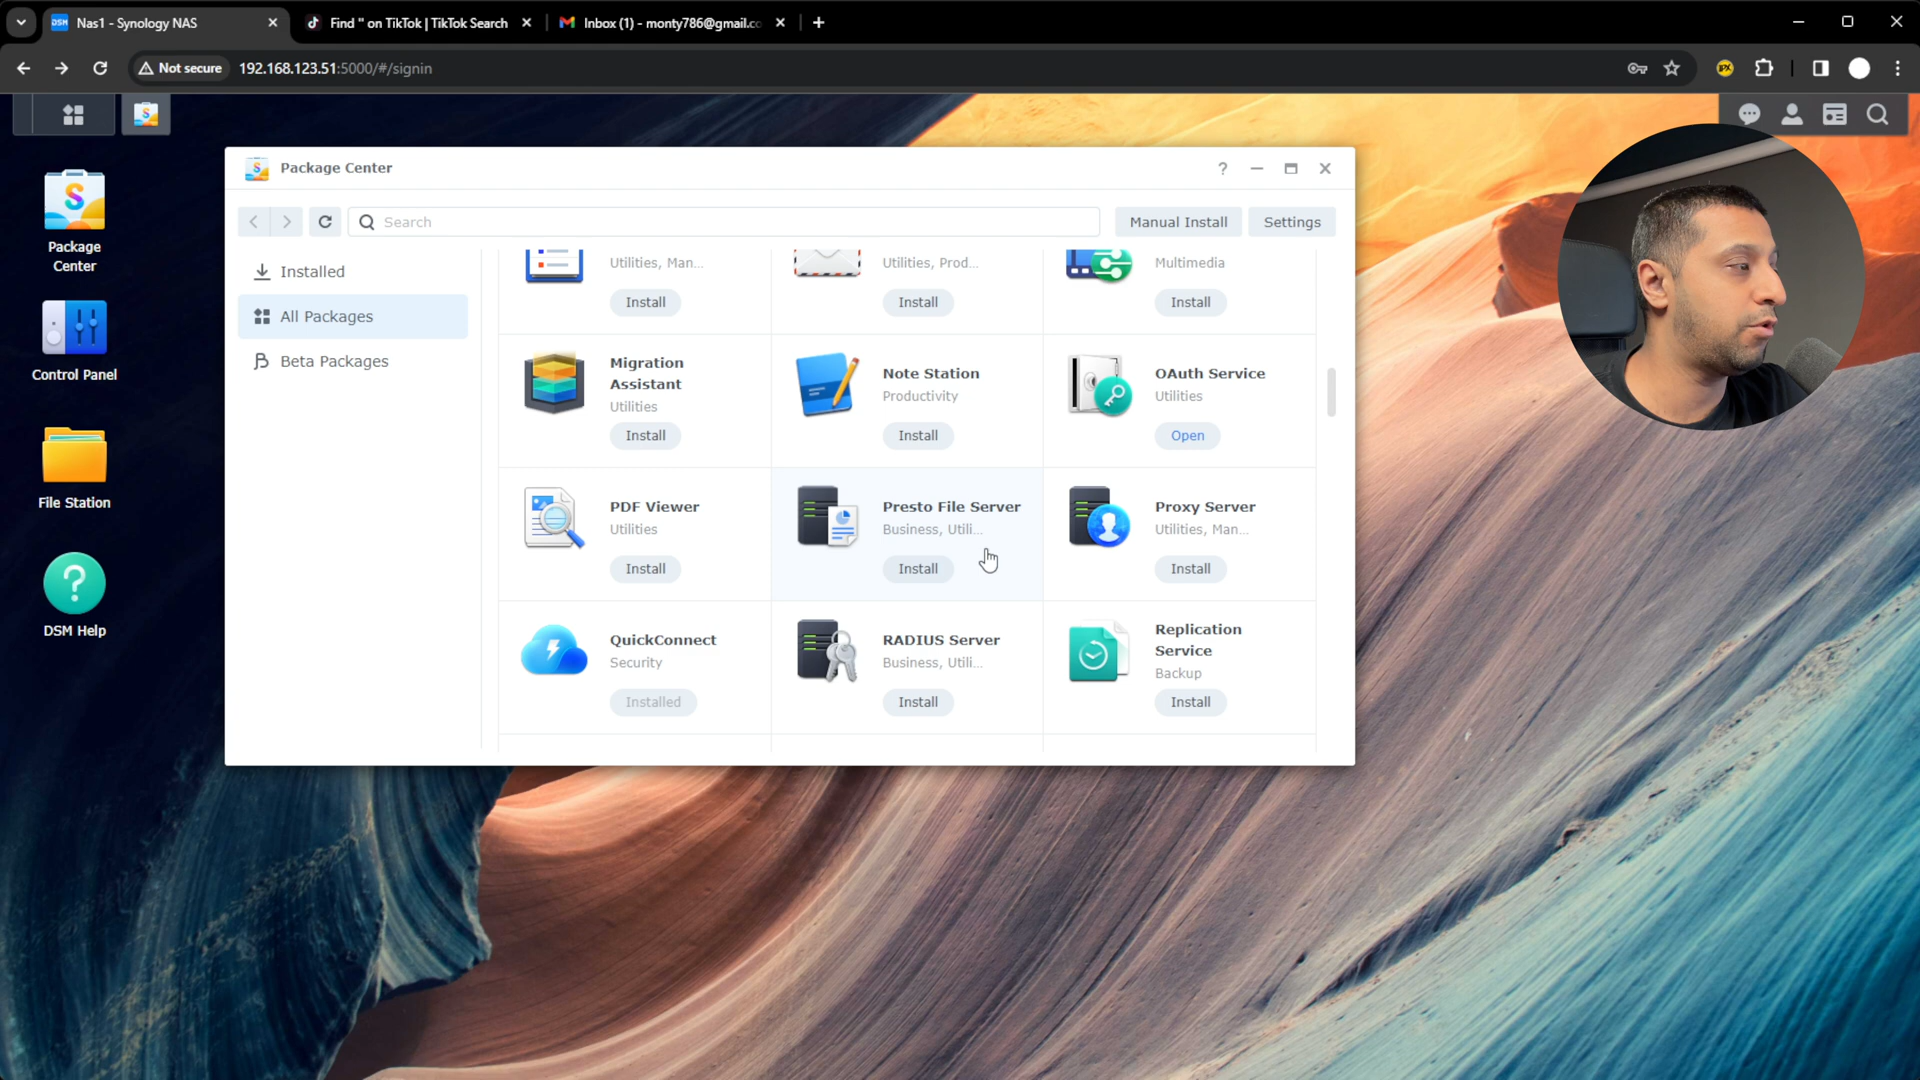 DSM
Nas1 - Synology NAS
Find '' on TikTok | TikTok Search
Inbox (1) - monty786@gmail.co
Not secure
192.168.123.51:5000/#/signin
Package
Center
Control Panel
File Station
DSM Help
Package Center
Search
Manual Install
Settings
Installed
All Packages
Beta Packages
Utilities, Man...
Install
Utilities, Prod...
Install
Multimedia
Install
Migration
Assistant
Utilities
Install
Note Station
Productivity
Install
OAuth Service
Utilities
Open
PDF Viewer
Utilities
Install
Presto File Server
Business, Utili...
Install
Proxy Server
Utilities, Man...
Install
QuickConnect
Security
Installed
RADIUS Server
Business, Utili...
Install
Replication
Service
Backup
Install